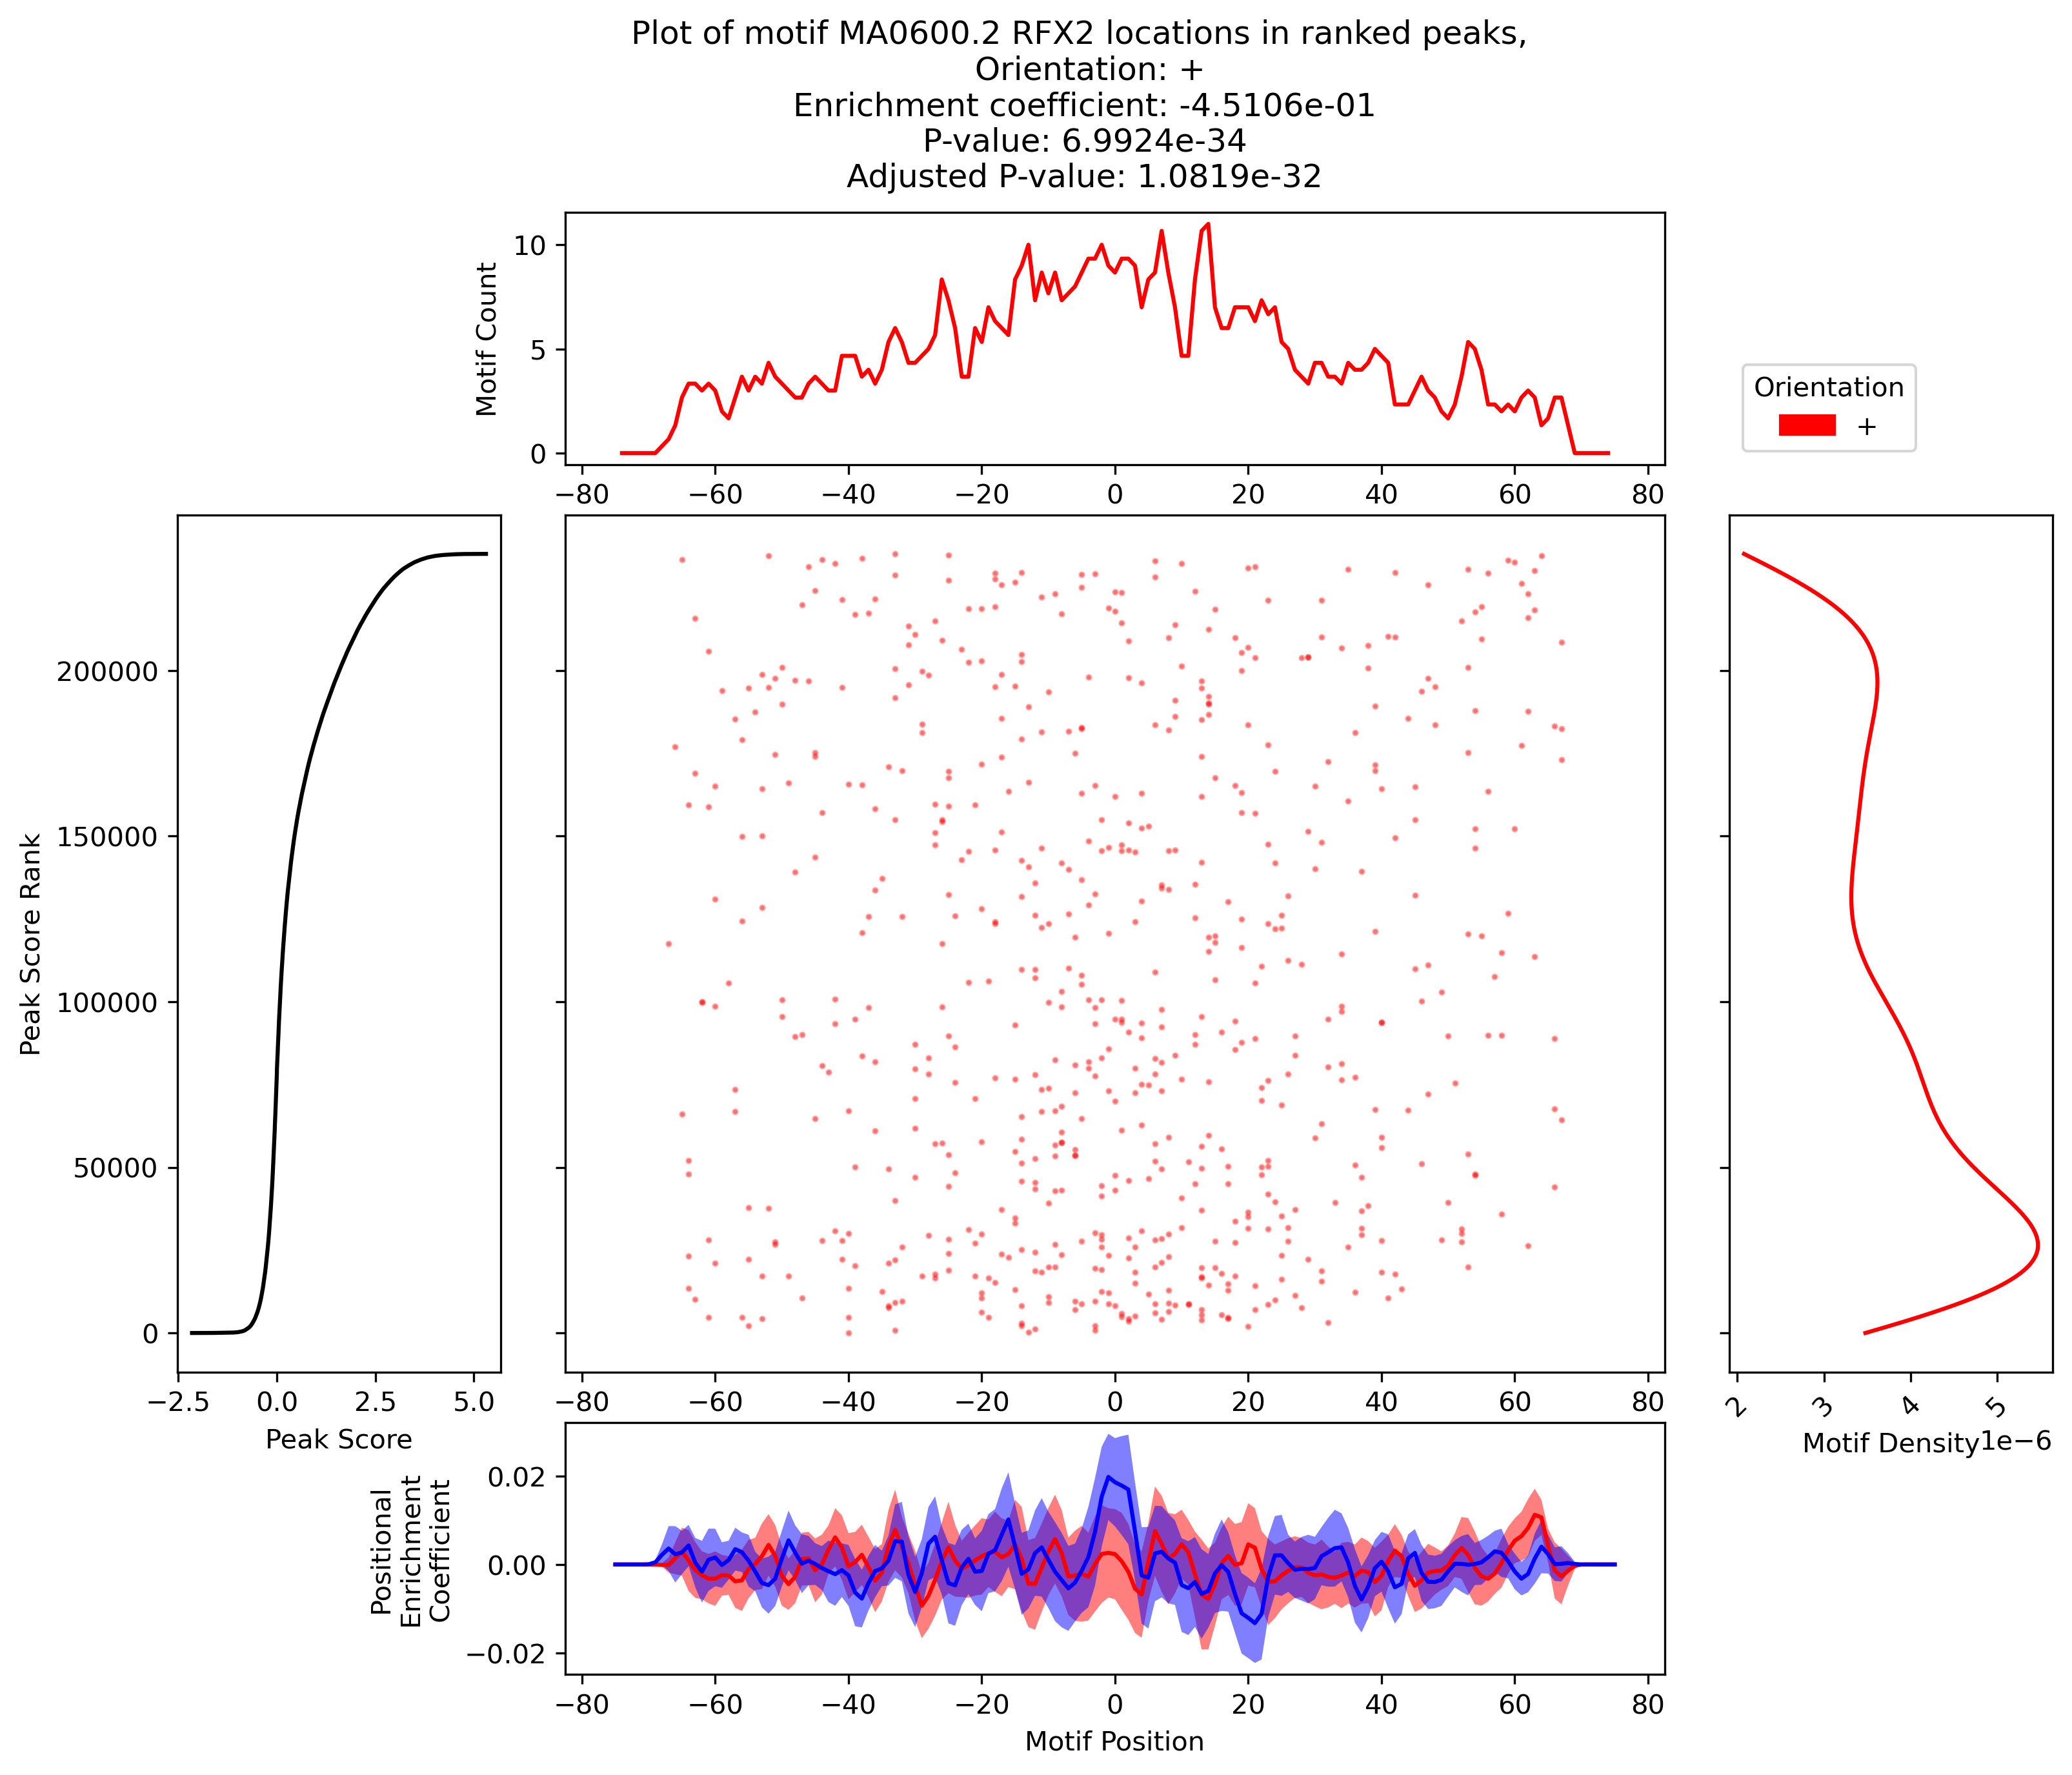 Plot of motif MA0600.2 RFX2 locations in ranked peaks,
Orientation: +
Enrichment coefficient: -4.5106e-01
P-value: 6.9924e-34
Adjusted P-value: 1.0819e-32
Motif Count
10
5
0
−80 −60 −40 −20 0 20 40 60 80
Orientation
+
Peak Score Rank
200000
150000
100000
50000
0
−2.5 0.0 2.5 5.0
Peak Score
−80 −60 −40 −20 0 20 40 60 80
2 3 4 5
Motif Density
1e−6
Positional
Enrichment
Coefficient
0.02
0.00
−0.02
−80 −60 −40 −20 0 20 40 60 80
Motif Position